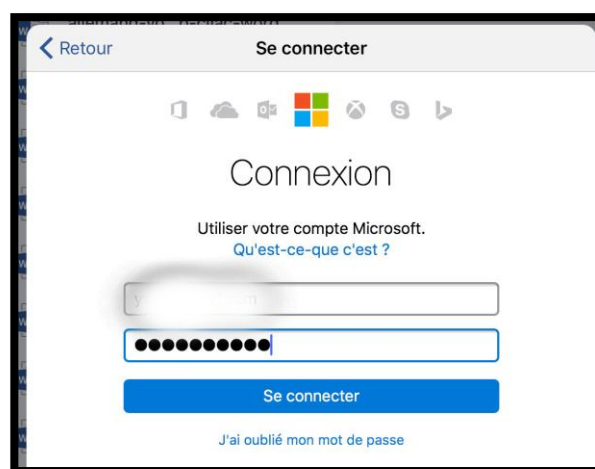 Retour
Se connecter
Connexion
Utiliser votre compte Microsoft.
Qu'est-ce-que c'est ?
●●●●●●●●●●
Se connecter
J'ai oublié mon mot de passe